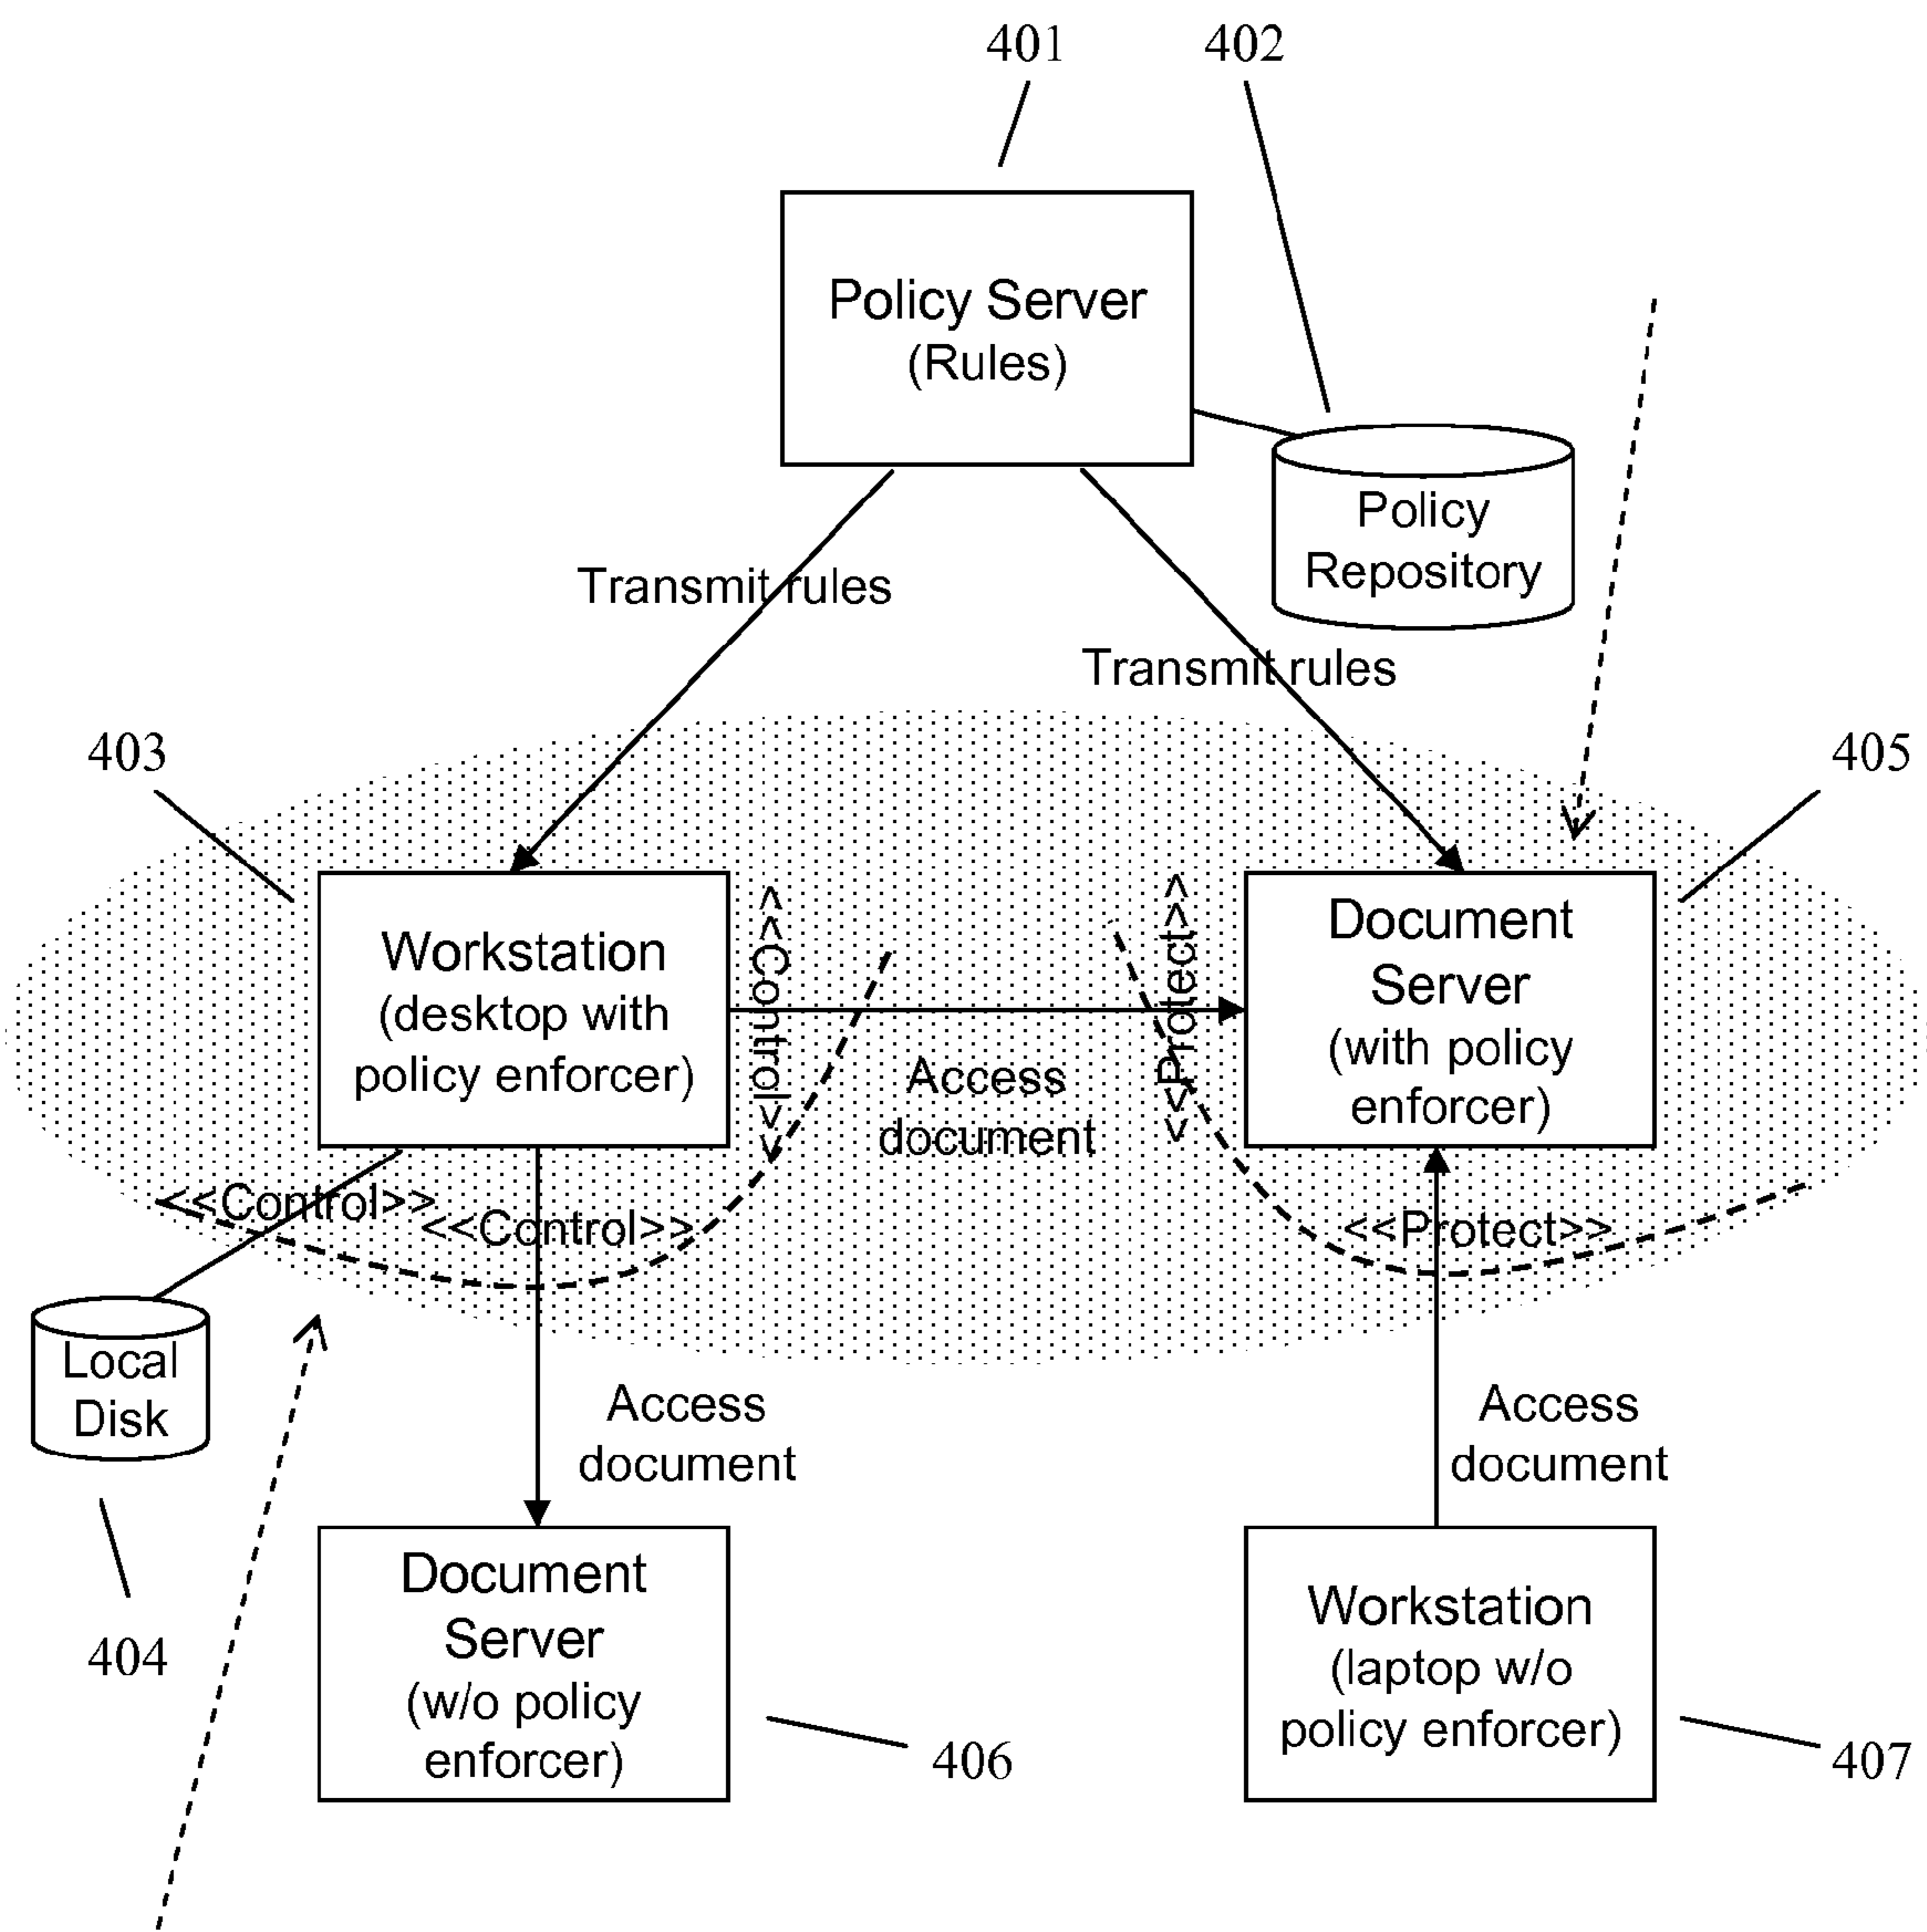 401
402
Policy Server
(Rules)
Policy
Repository
Transmit rules
Transmit rules
403
405
Workstation
(desktop with
policy enforcer)
<<Control>>
Access
document
<<Protect>>
Document
Server
(with policy
enforcer)
<<Control>>
<<Control>>
<<Protect>>
Local
Disk
Access
document
Access
document
404
Document
Server
(w/o policy
enforcer)
406
Workstation
(laptop w/o
policy enforcer)
407